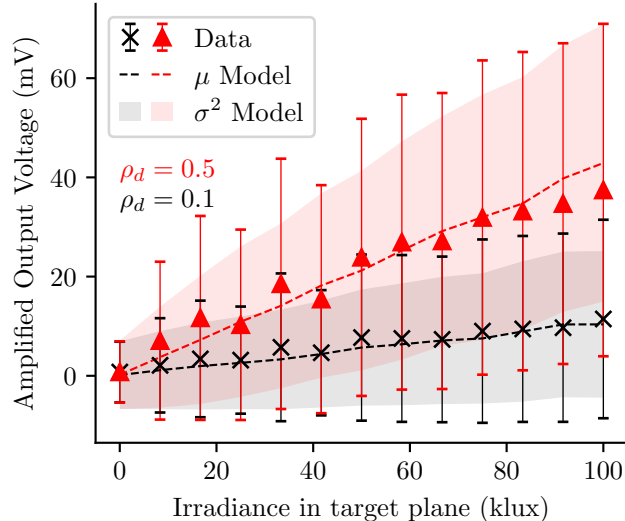 Data
μ Model
σ² Model
ρ_d = 0.5
ρ_d = 0.1
Amplified Output Voltage (mV)
60
40
20
0
0 20 40 60 80 100
Irradiance in target plane (klux)